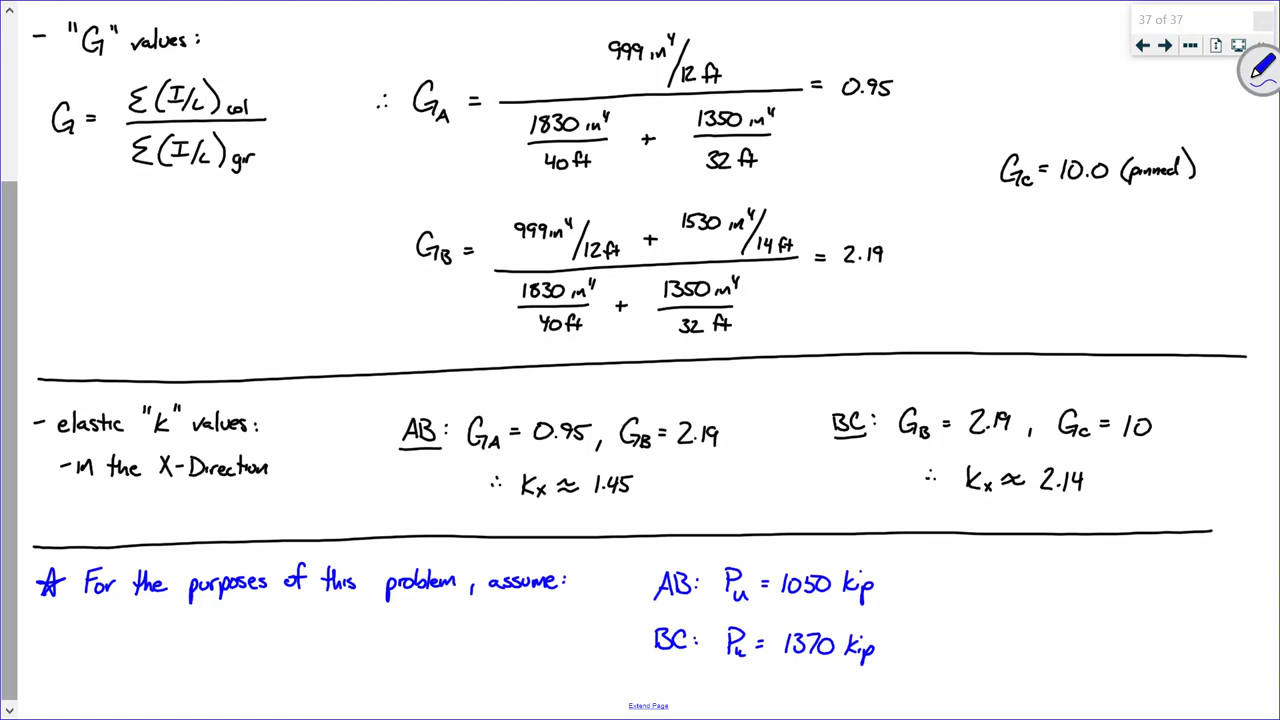 37 of 37
- "G" values:
G = Σ(I/L)col / Σ(I/L)gir
∴ GA = (999 in⁴/12 ft) / (1830 in⁴/40 ft + 1350 in⁴/32 ft) = 0.95
Gc = 10.0 (pinned)
GB = (999 in⁴/12 ft + 1530 in⁴/14 ft) / (1830 in⁴/40 ft + 1350 in⁴/32 ft) = 2.19
- elastic "K" values:
- in the X-Direction
AB: GA = 0.95, GB = 2.19
∴ Kx ≈ 1.45
BC: GB = 2.19, Gc = 10
∴ Kx ≈ 2.14
☆ For the purposes of this problem, assume:
AB: Pu = 1050 kip
BC: Pu = 1370 kip
Extend Page